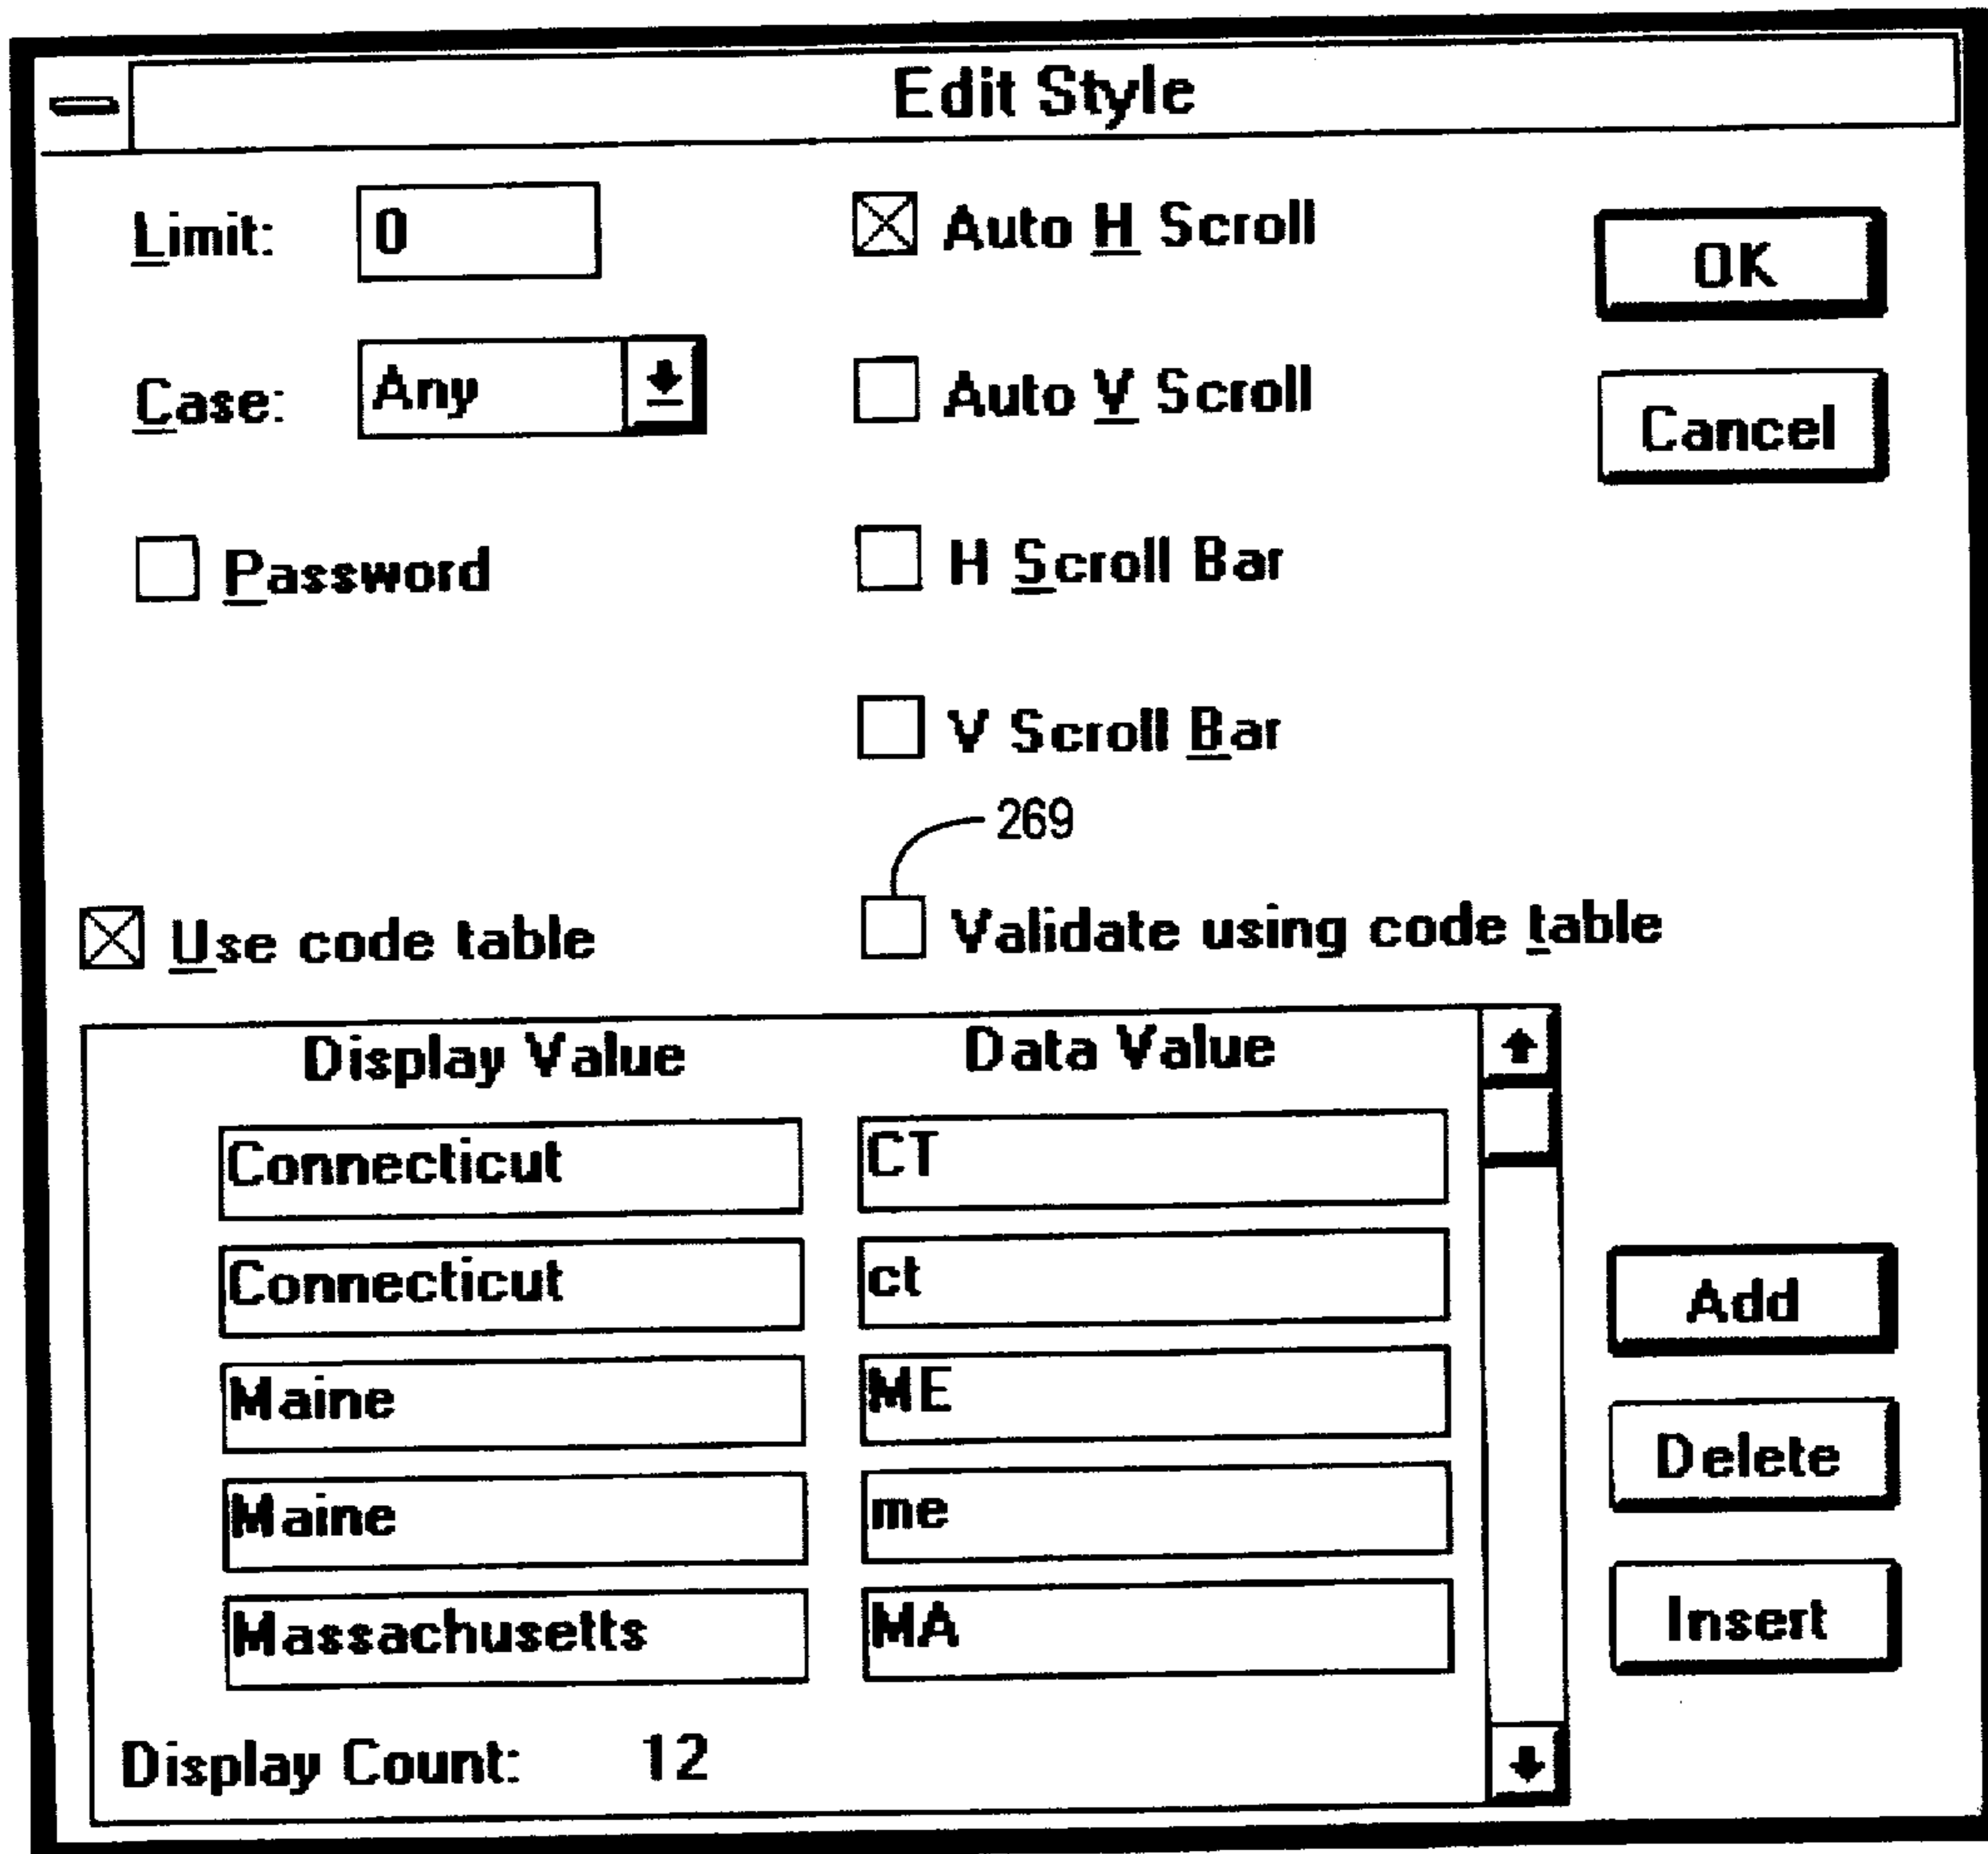 Edit Style
Limit: 0
Auto H Scroll
OK
Case: Any
Auto V Scroll
Cancel
Password
H Scroll Bar
V Scroll Bar
269
Use code table
Validate using code table
Display Value Data Value
Connecticut CT
Connecticut ct
Add
Maine ME
Delete
Maine me
Massachusetts MA
Insert
Display Count: 12